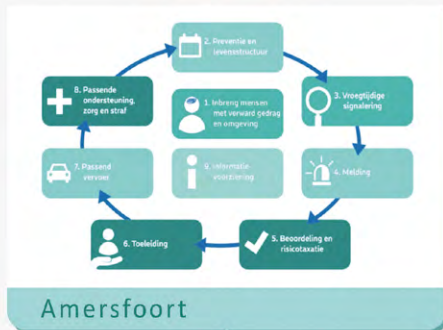 2. Preventie en
levensstructuur
8. Passende
ondersteuning,
zorg en straf
1. Inbreng mensen
met verward gedrag
en omgeving
3. Vroegtijdige
signalering
7. Passend
vervoer
9. Informatie
voorziening
4. Melding
6. Toeleiding
5. Beoordeling en
risicotaxatie
Amersfoort